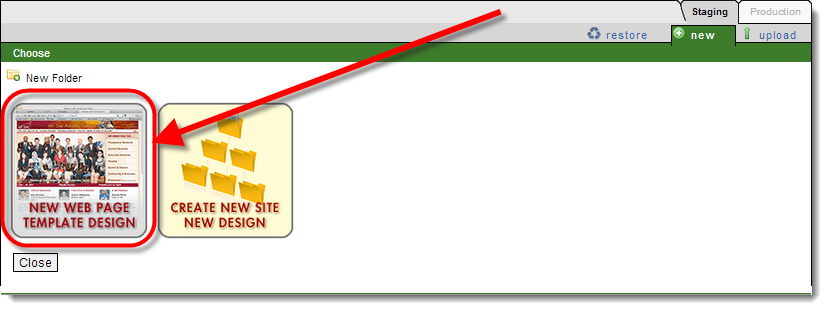 Staging
Production
restore
new
upload
Choose
New Folder
NEW WEB PAGE
TEMPLATE DESIGN
CREATE NEW SITE
NEW DESIGN
Close